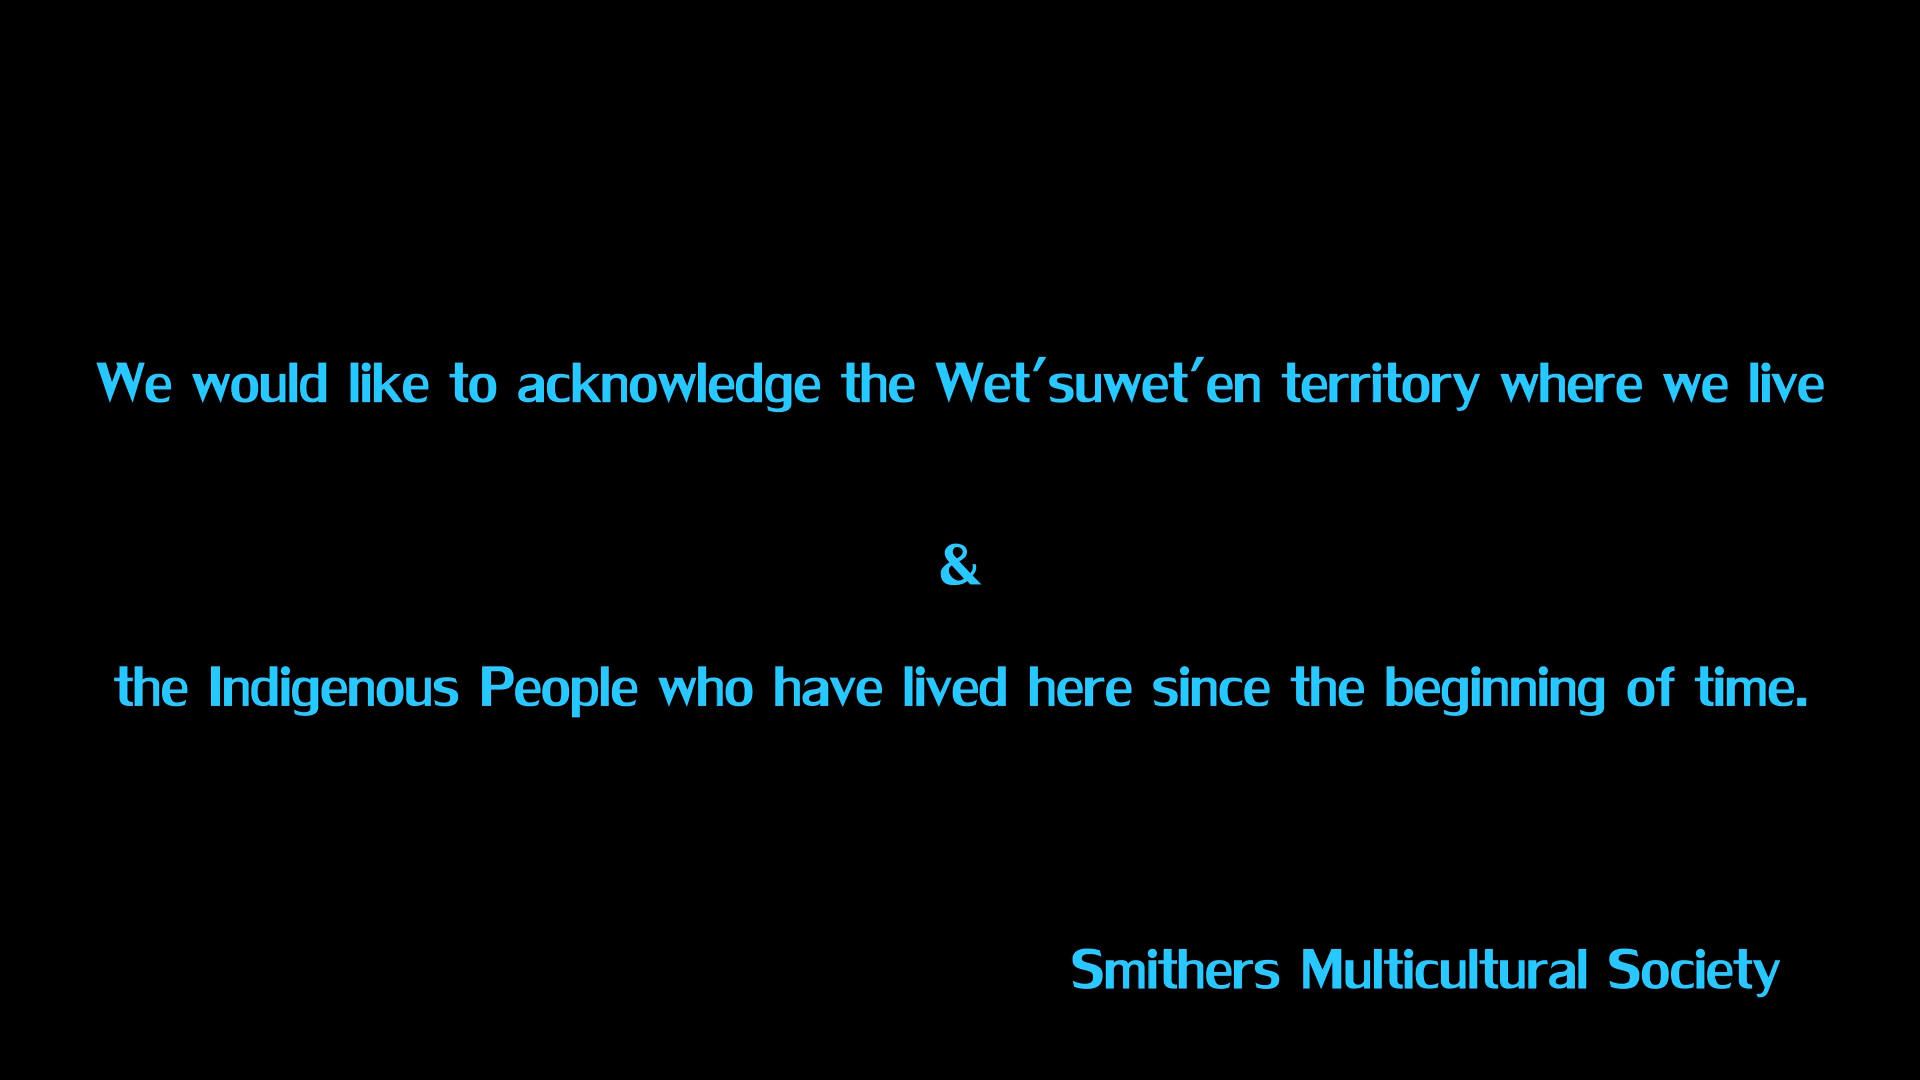 We would like to acknowledge the Wet'suwet'en territory where we live
&
the Indigenous People who have lived here since the beginning of time.
Smithers Multicultural Society